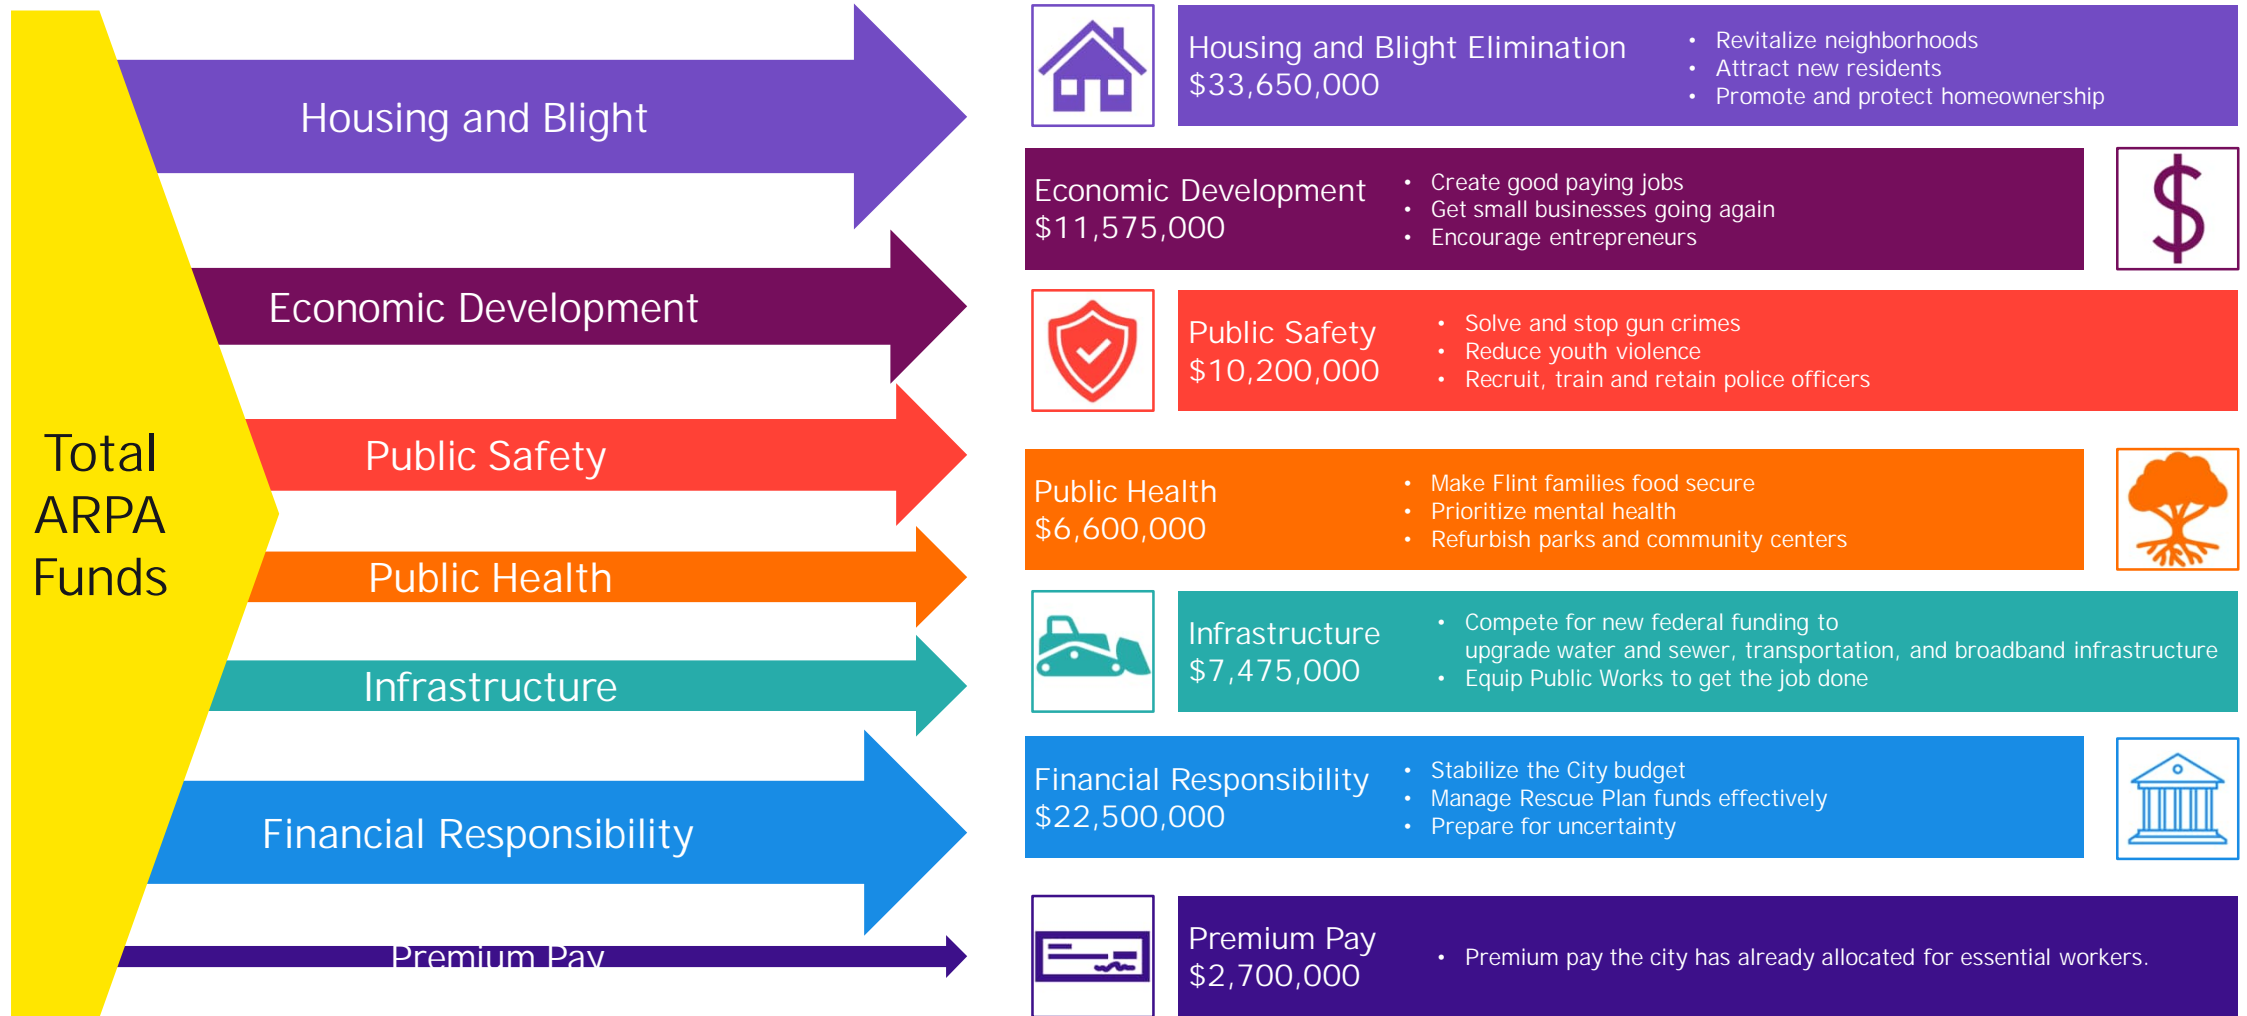 Total
ARPA
Funds
Housing and Blight
Economic Development
Public Safety
Public Health
Infrastructure
Financial Responsibility
Premium Pay
Housing and Blight Elimination
$33,650,000
• Revitalize neighborhoods
• Attract new residents
• Promote and protect homeownership
Economic Development
$11,575,000
• Create good paying jobs
• Get small businesses going again
• Encourage entrepreneurs
Public Safety
$10,200,000
• Solve and stop gun crimes
• Reduce youth violence
• Recruit, train and retain police officers
Public Health
$6,600,000
• Make Flint families food secure
• Prioritize mental health
• Refurbish parks and community centers
Infrastructure
$7,475,000
• Compete for new federal funding to
upgrade water and sewer, transportation, and broadband infrastructure
• Equip Public Works to get the job done
Financial Responsibility
$22,500,000
• Stabilize the City budget
• Manage Rescue Plan funds effectively
• Prepare for uncertainty
Premium Pay
$2,700,000
• Premium pay the city has already allocated for essential workers.